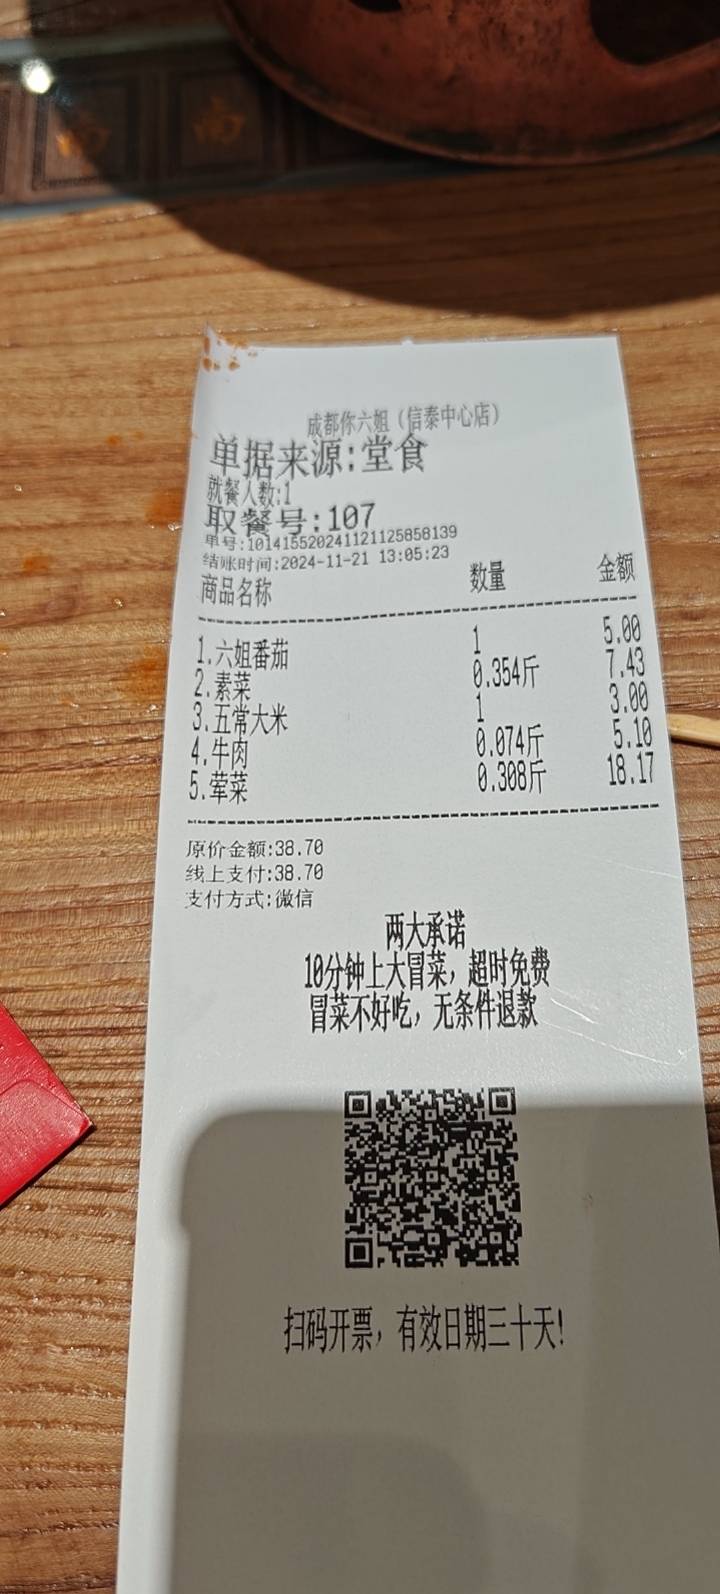 成都你六姐（信泰中心店）
单据来源:堂食
就餐人数:1
取餐号:107
单号:101415520241121125858139
结账时间:2024-11-21 13:05:23
商品名称 数量 金额
1.六姐番茄 1 5.00
2.素菜 0.354斤 7.43
3.五常大米 1 3.00
4.牛肉 0.074斤 5.10
5.荤菜 0.308斤 18.17
原价金额:38.70
线上支付:38.70
支付方式:微信
两大承诺
10分钟上大冒菜，超时免费
冒菜不好吃，无条件退款
扫码开票，有效日期三十天!